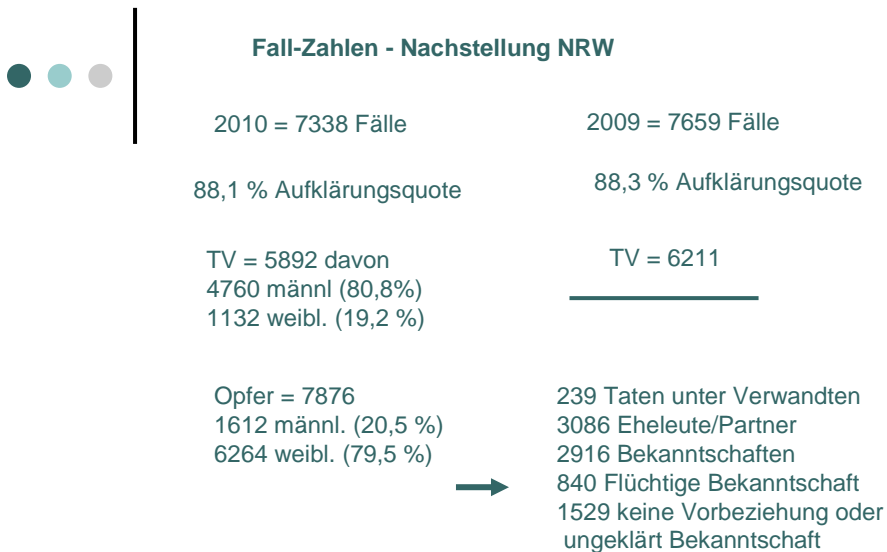 Fall-Zahlen - Nachstellung NRW
2010 = 7338 Fälle
88,1 % Aufklärungsquote
TV = 5892 davon
4760 männl (80,8%)
1132 weibl. (19,2 %)
Opfer = 7876
1612 männl. (20,5 %)
6264 weibl. (79,5 %)
2009 = 7659 Fälle
88,3 % Aufklärungsquote
TV = 6211
239 Taten unter Verwandten
3086 Eheleute/Partner
2916 Bekanntschaften
840 Flüchtige Bekanntschaft
1529 keine Vorbeziehung oder
ungeklärt Bekanntschaft